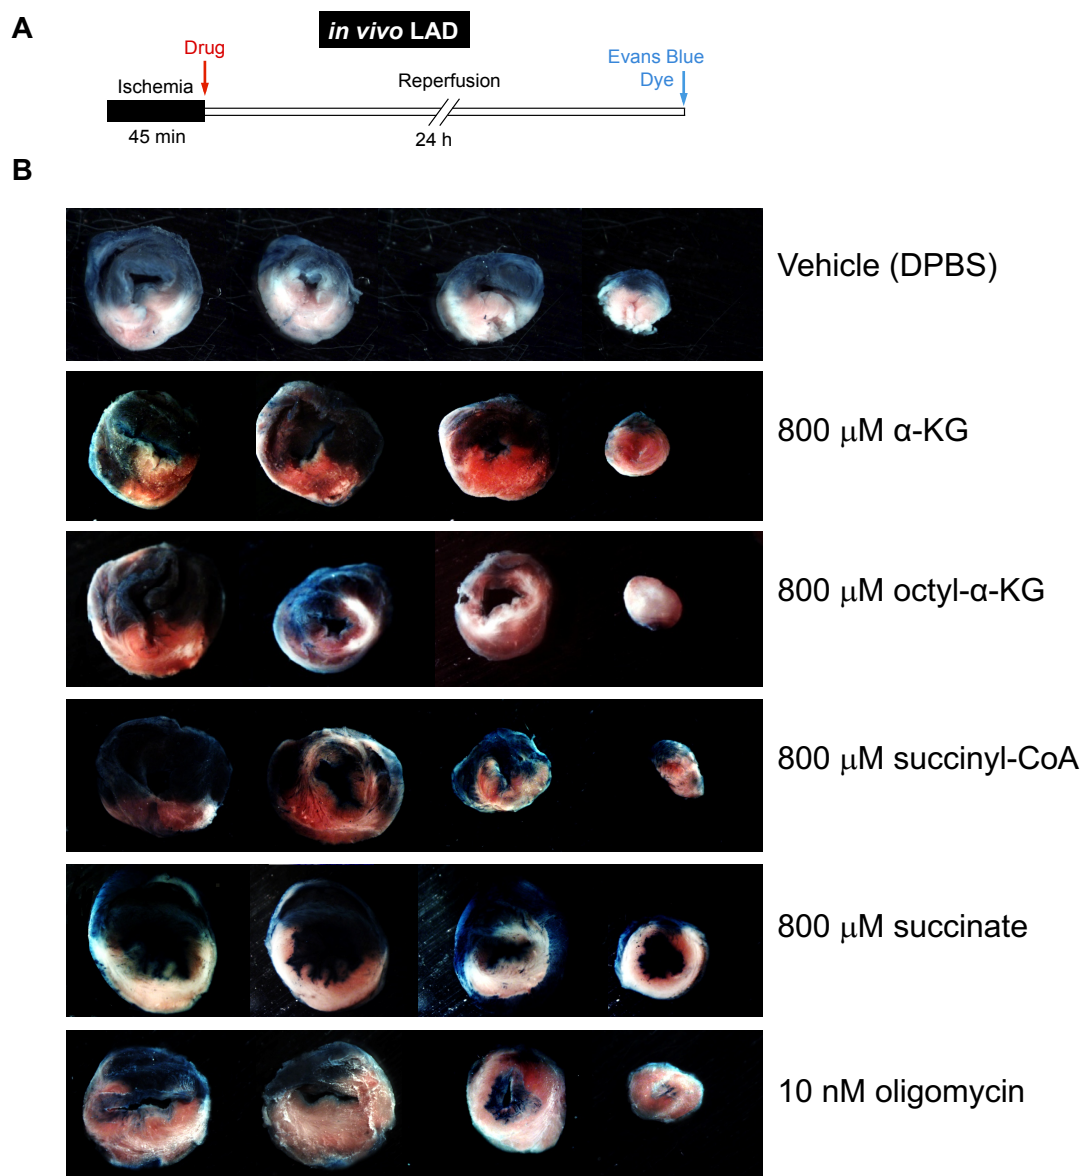 A
in vivo LAD
Drug
Evans Blue
Dye
Ischemia
Reperfusion
45 min
24 h
B
Vehicle (DPBS)
800 μM α-KG
800 μM octyl-α-KG
800 μM succinyl-CoA
800 μM succinate
10 nM oligomycin